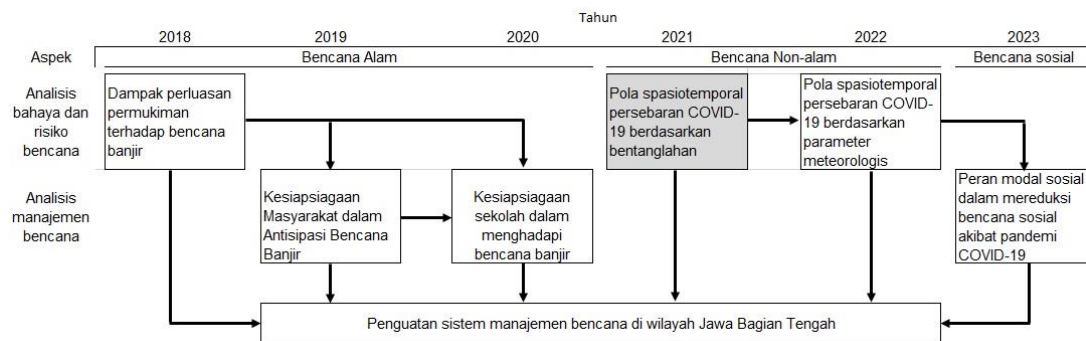 Tahun
2018 2019 2020 2021 2022 2023
Aspek Bencana Alam Bencana Non-alam Bencana sosial
Analisis
bahaya dan
risiko
bencana
Dampak perluasan
permukiman
terhadap bencana
banjir
Pola spasiotemporal
persebaran COVID-
19 berdasarkan
bentanglahan
Pola spasiotemporal
persebaran COVID-
19 berdasarkan
parameter
meteorologis
Analisis
manajemen
bencana
Kesiapsiagaan
Masyarakat dalam
Antisipasi Bencana
Banjir
Kesiapsiagaan
sekolah dalam
menghadapi
bencana banjir
Peran modal sosial
dalam mereduksi
bencana sosial
akibat pandemi
COVID-19
Penguatan sistem manajemen bencana di wilayah Jawa Bagian Tengah